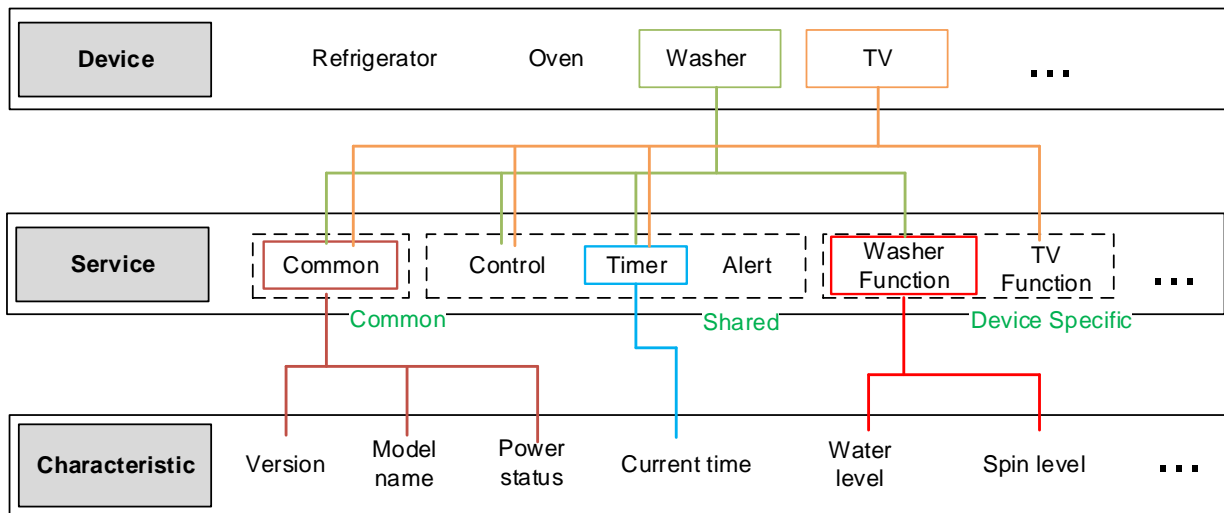 Device
Refrigerator
Oven
Washer
TV
...
Service
Common
Control
Timer
Alert
Washer
Function
TV
Function
...
Common
Shared
Device Specific
Characteristic
Version
Model
name
Power
status
Current time
Water
level
Spin level
...